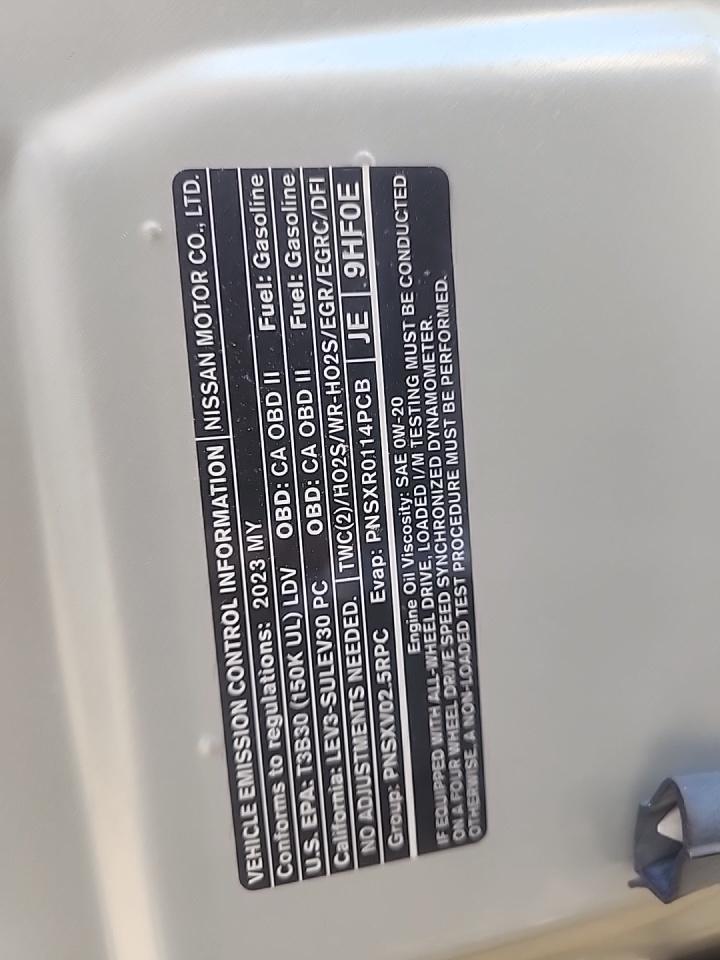 VEHICLE EMISSION CONTROL INFORMATION NISSAN MOTOR CO., LTD.
Conforms to regulations: 2023 MY
U.S. EPA: T3B30 (150K UL) LDV OBD: CA OBD II Fuel: Gasoline
California: LEV3-SULEV30 PC OBD: CA OBD II Fuel: Gasoline
NO ADJUSTMENTS NEEDED. TWC(2)/HO2S/WR-HO2S/EGR/EGRC/DFI
Group: PNSXV02.5RPC Evap: PNSXR0114PCB JE 9HF0E
Engine Oil Viscosity: SAE 0W-20
IF EQUIPPED WITH ALL-WHEEL DRIVE, LOADED I/M TESTING MUST BE CONDUCTED
ON A FOUR WHEEL DRIVE SPEED SYNCHRONIZED DYNAMOMETER.
OTHERWISE, A NON-LOADED TEST PROCEDURE MUST BE PERFORMED.